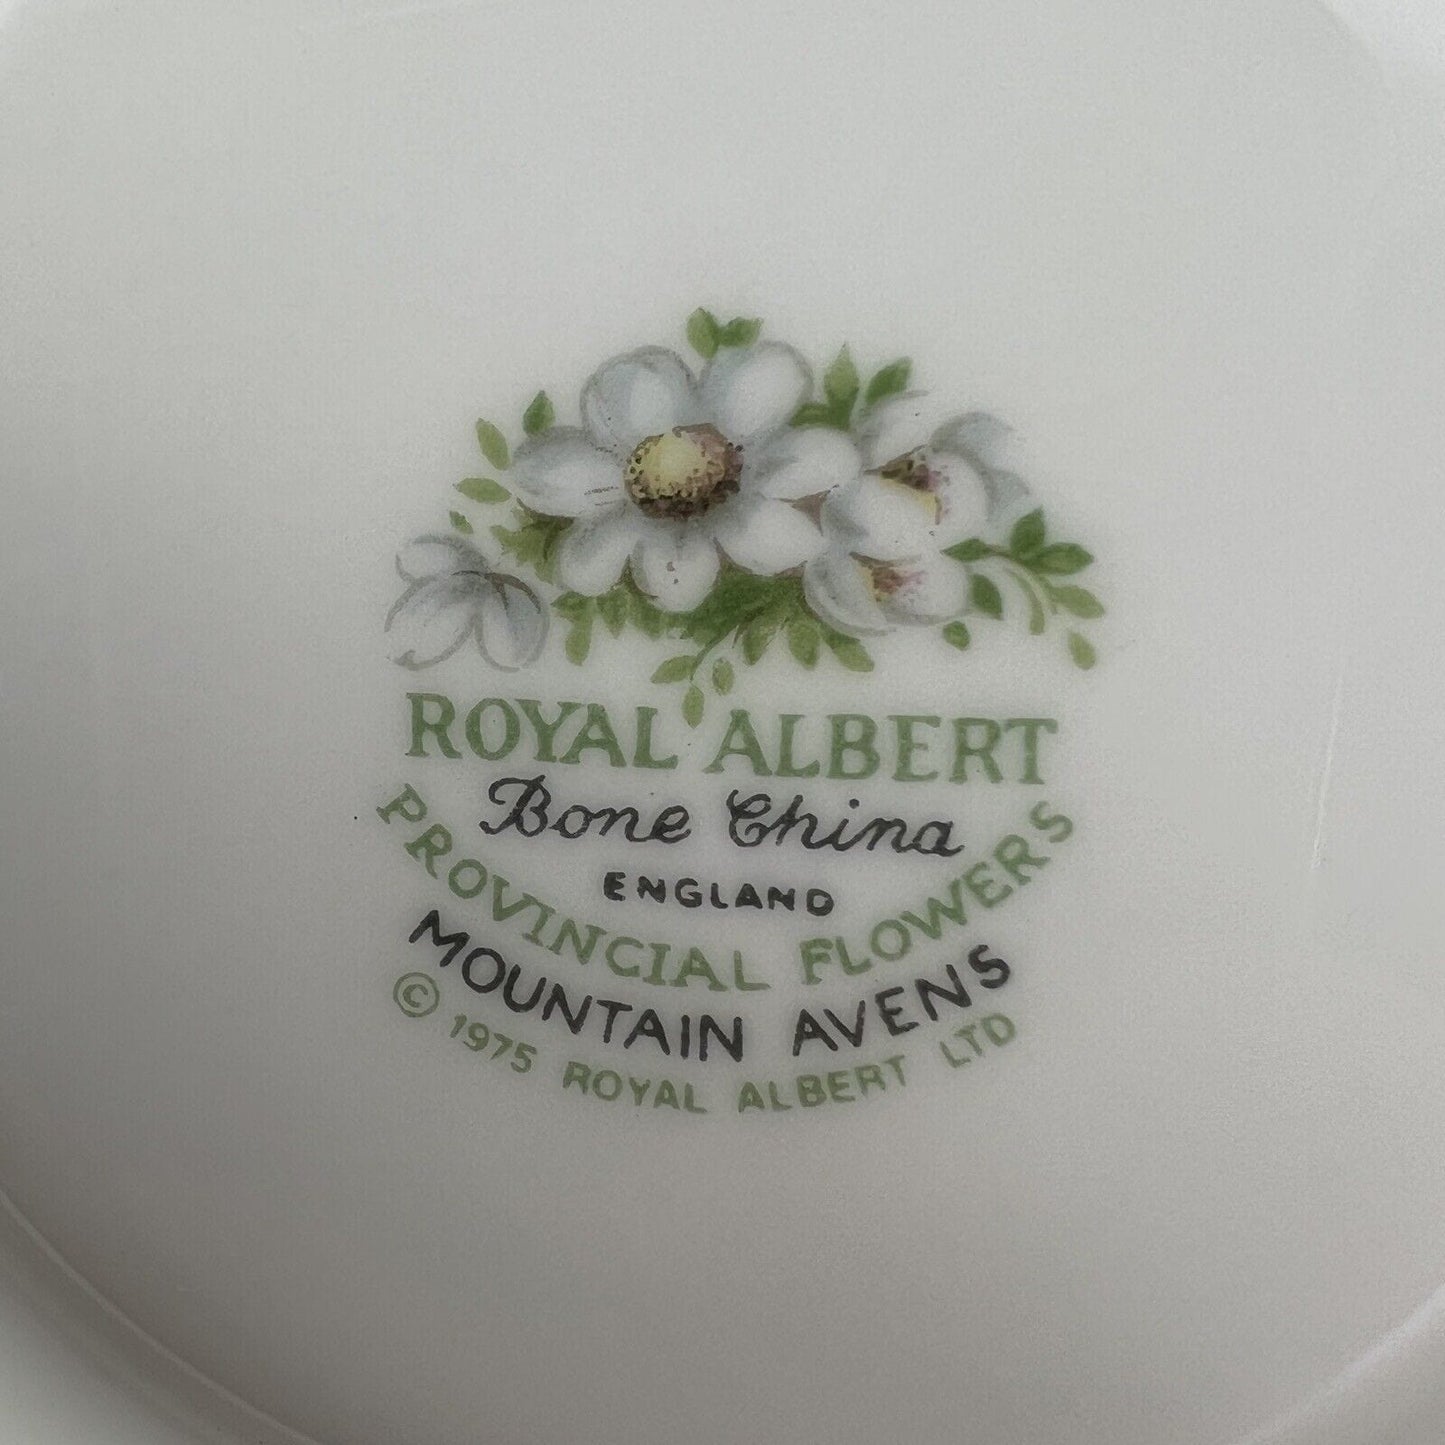 ROYAL ALBERT
Bone China
ENGLAND
PROVINCIAL FLOWERS
MOUNTAIN AVENS
© 1975 ROYAL ALBERT LTD